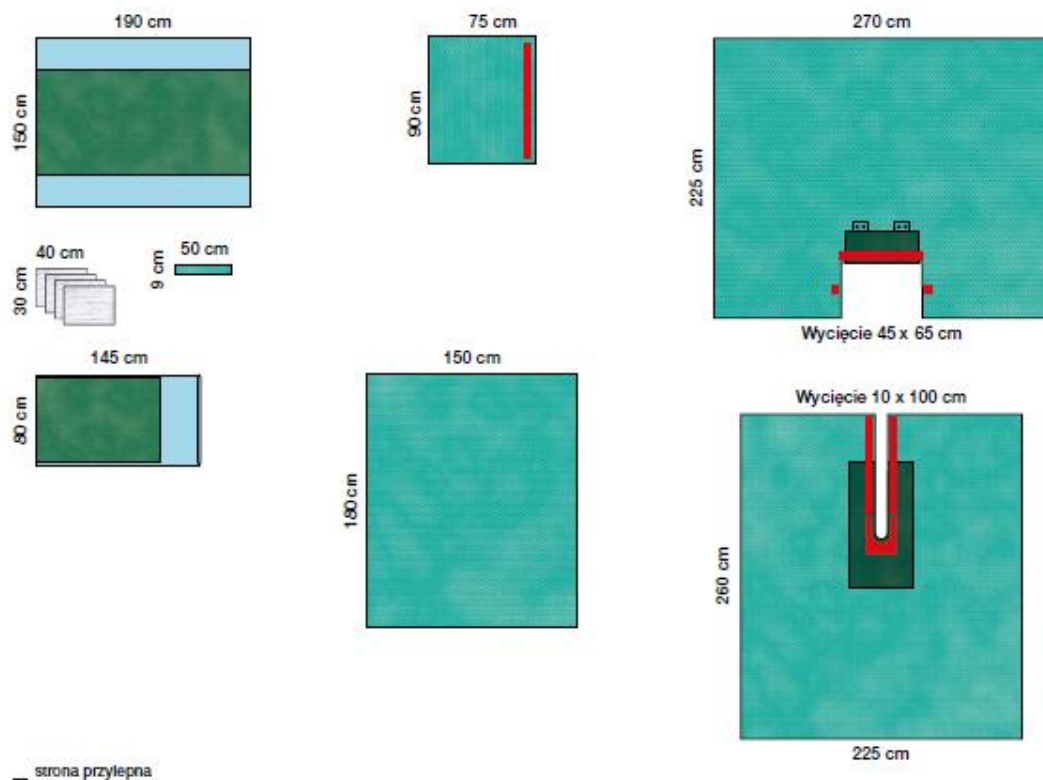 190 cm
75 cm
270 cm
150 cm
90 cm
225 cm
40 cm
50 cm
30 cm
9 cm
Wycięcie 45 x 65 cm
145 cm
150 cm
Wycięcie 10 x 100 cm
80 cm
180 cm
260 cm
225 cm
strona przylepna